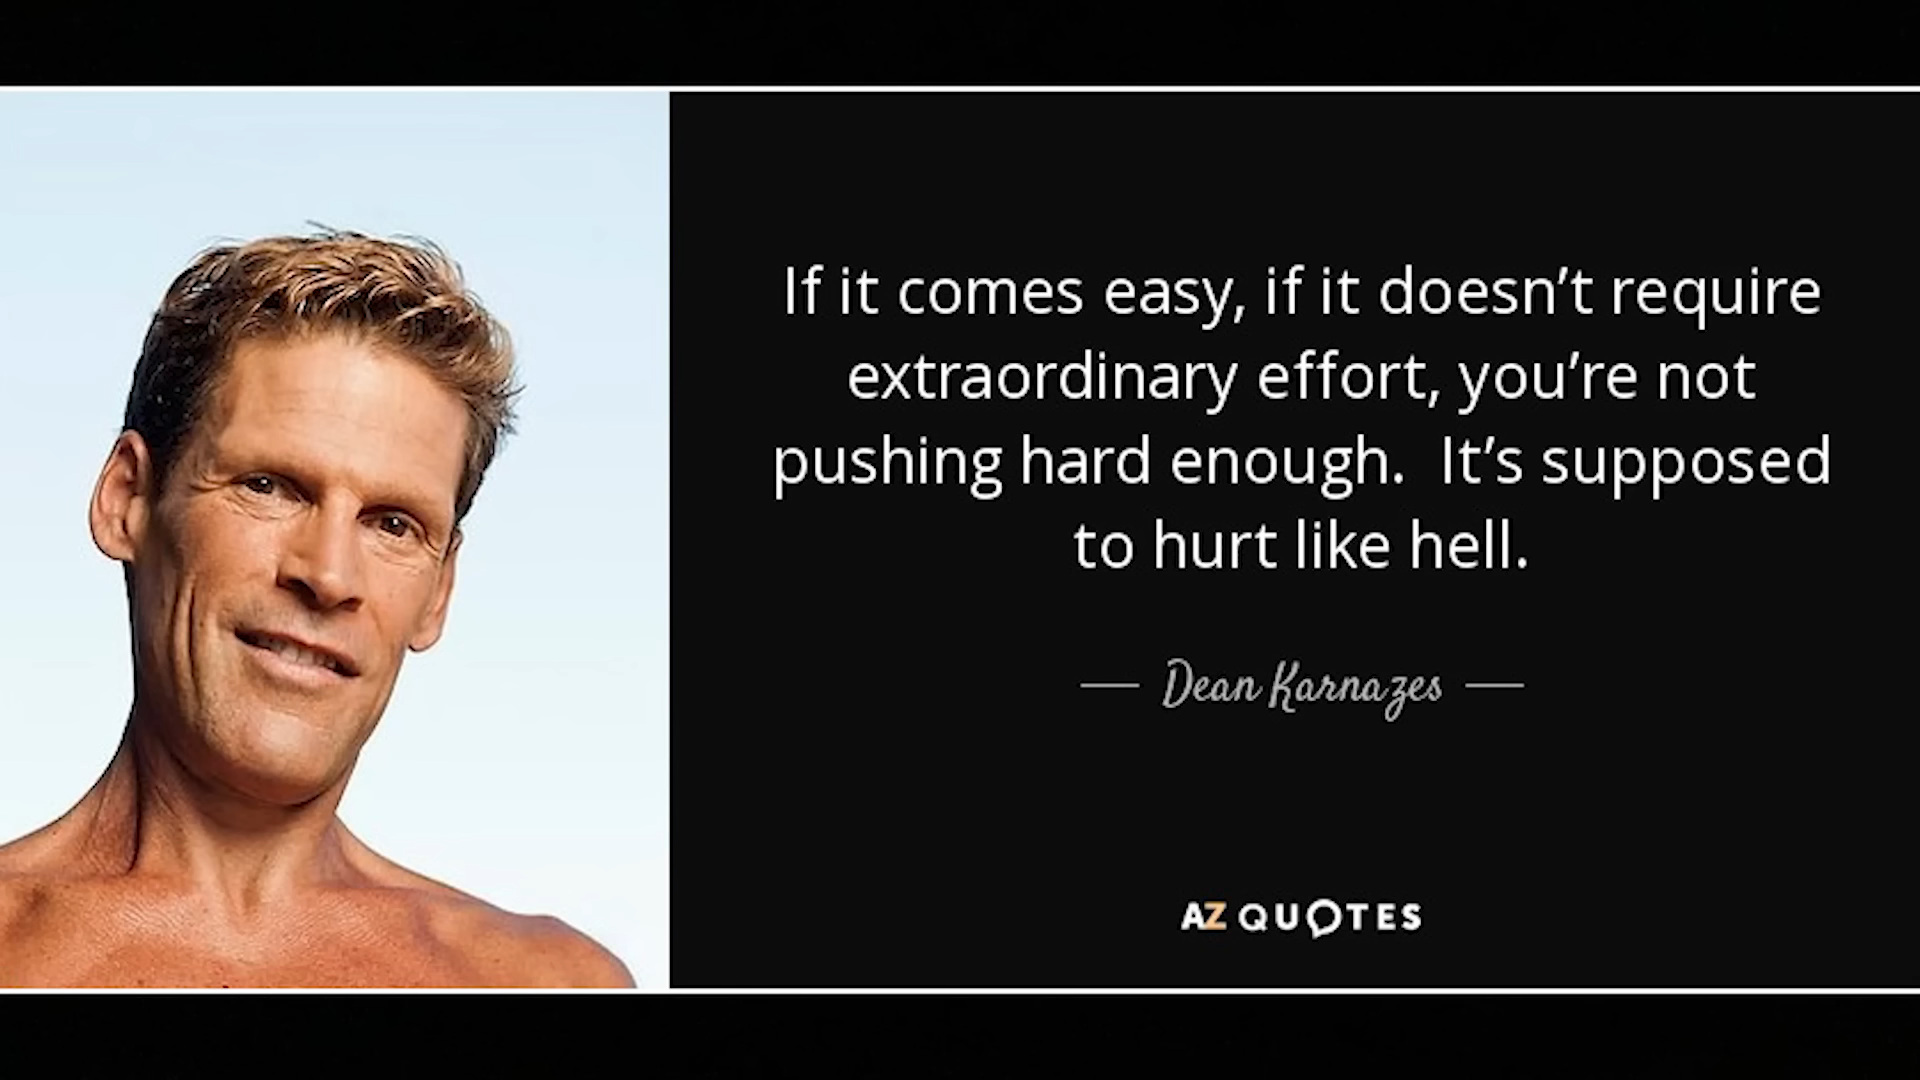 If it comes easy, if it doesn’t require
extraordinary effort, you’re not
pushing hard enough.  It’s supposed
to hurt like hell.
— Dean Karnazes —
AZ QUOTES